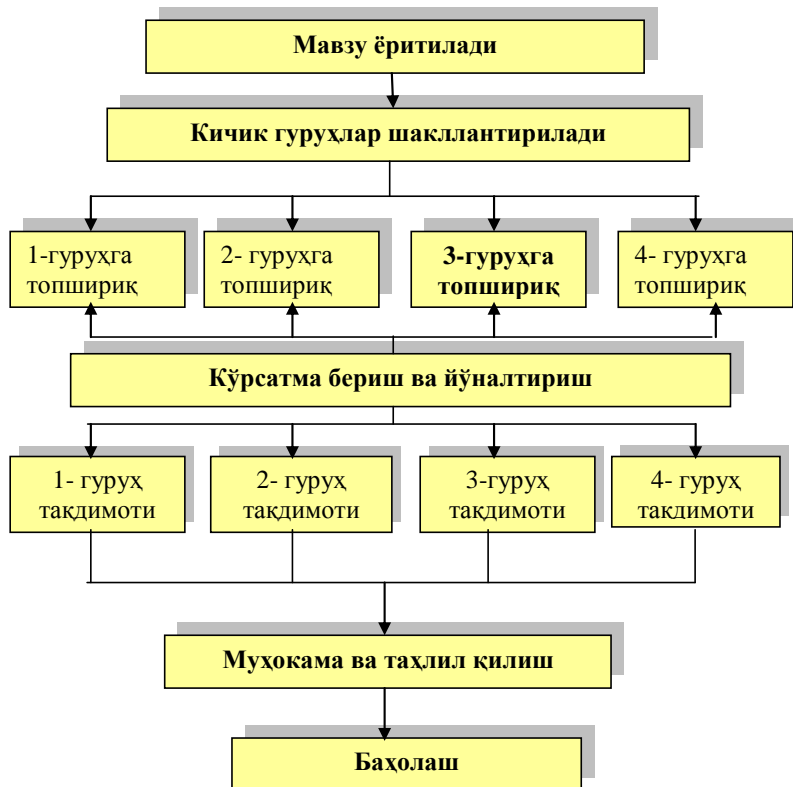 Мавзу ёритилади
Кичик гуруҳлар шакллантирилади
1-гуруҳга
топшириқ
2- гуруҳга
топшириқ
3-гуруҳга
топшириқ
4- гуруҳга
топшириқ
Кўрсатма бериш ва йўналтириш
1- гуруҳ
тақдимоти
2- гуруҳ
тақдимоти
3-гуруҳ
тақдимоти
4- гуруҳ
тақдимоти
Муҳокама ва таҳлил қилиш
Баҳолаш